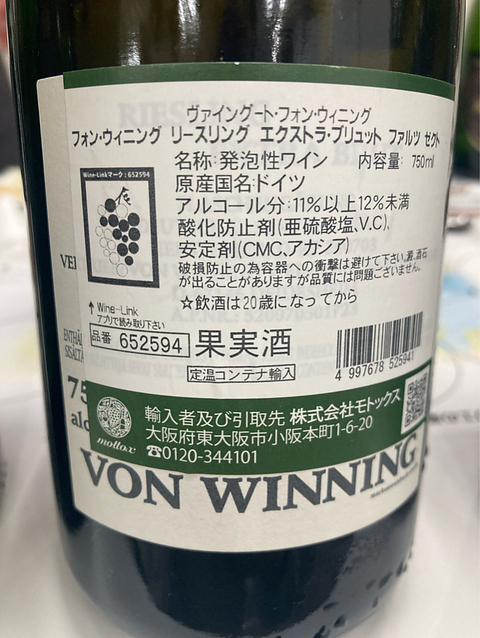 ヴァイングート・フォン・ウィニング
フォン・ウィニング リースリング エクストラ・ブリュット ファルツ ゼクト
Wine-Linkマーク：652594
名称：発泡性ワイン 内容量：750ml
原産国名：ドイツ
アルコール分：11%以上12%未満
酸化防止剤(亜硫酸塩、V.C)、
安定剤(CMC、アカシア)
破損防止の為容器への衝撃は避けて下さい。澱、酒石
が出ることがありますが品質には問題ございません。
☆飲酒は20歳になってから
↑Wine-Link
アプリで読み取り下さい
品番 652594 果実酒
定温コンテナ輸入
4 997678 525941
輸入者及び引取先 株式会社モトックス
大阪府東大阪市小阪本町1-6-20
☎0120-344101
mottox
VON WINNING